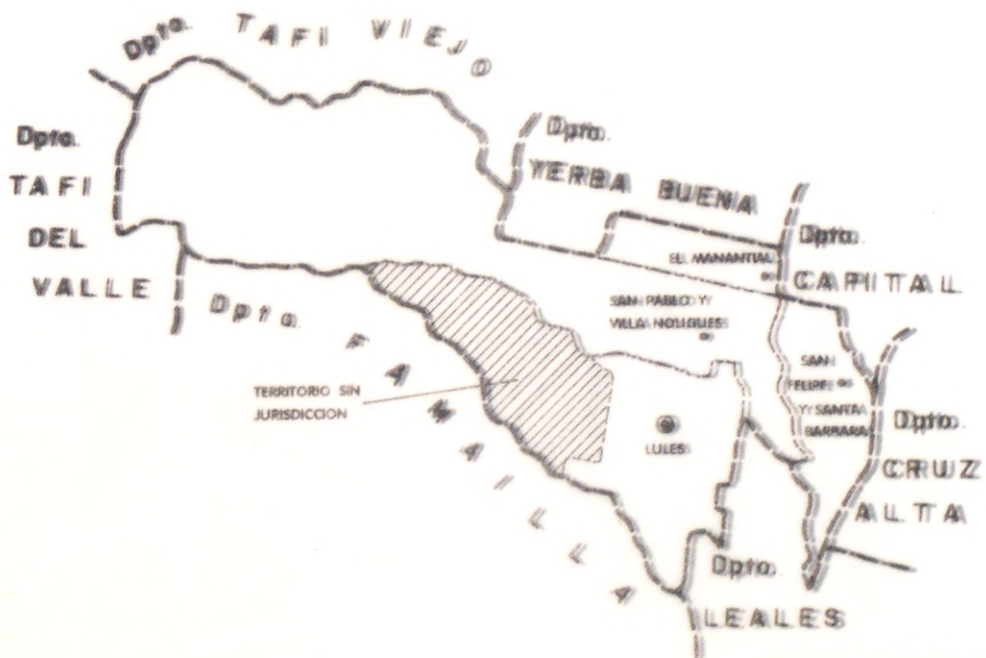 Dpto. TAFI VIEJO
Dpto.
TAFI
DEL
VALLE
Dpto.
YERBA BUENA
Dpto.
CAPITAL
EL MANANTIAL
SAN PABLO Y
VILLA NOUGUES
Dpto. FAMAILLA
TERRITORIO SIN
JURISDICCION
SAN
FELIPE
Y SANTA
BARBARA
LULES
Dpto.
CRUZ
ALTA
Dpto.
LEALES